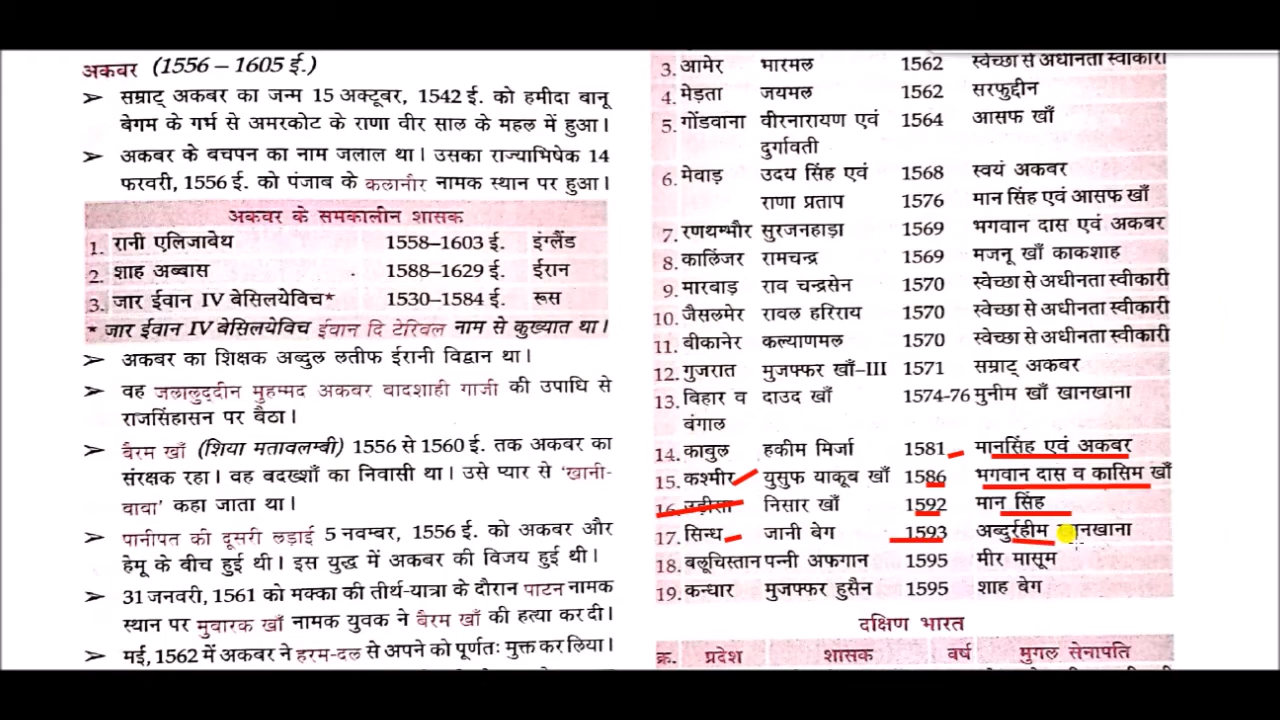 अकबर (1556 – 1605 ई.)
➢ सम्राट् अकबर का जन्म 15 अक्टूबर, 1542 ई. को हमीदा बानू
बेगम के गर्भ से अमरकोट के राणा वीर साल के महल में हुआ।
➢ अकबर के बचपन का नाम जलाल था। उसका राज्याभिषेक 14
फरवरी, 1556 ई. को पंजाब के कलानौर नामक स्थान पर हुआ।
अकबर के समकालीन शासक
1. रानी एलिजाबेथ 1558–1603 ई. इंग्लैंड
2. शाह अब्बास 1588–1629 ई. ईरान
3. जार ईवान IV बेसिलयेविच* 1530–1584 ई. रूस
* जार ईवान IV बेसिलयेविच ईवान दि टेरिबल नाम से कुख्यात था।
➢ अकबर का शिक्षक अब्दुल लतीफ ईरानी विद्वान था।
➢ वह जलालुद्दीन मुहम्मद अकबर बादशाही गाजी की उपाधि से
राजसिंहासन पर बैठा।
➢ बैरम खाँ (शिया मतावलम्बी) 1556 से 1560 ई. तक अकबर का
संरक्षक रहा। वह बदख्शाँ का निवासी था। उसे प्यार से 'खानी-
बाबा' कहा जाता था।
➢ पानीपत की दूसरी लड़ाई 5 नवम्बर, 1556 ई. को अकबर और
हेमू के बीच हुई थी। इस युद्ध में अकबर की विजय हुई थी।
➢ 31 जनवरी, 1561 को मक्का की तीर्थ-यात्रा के दौरान पाटन नामक
स्थान पर मुबारक खाँ नामक युवक ने बैरम खाँ की हत्या कर दी।
➢ मई, 1562 में अकबर ने हरम-दल से अपने को पूर्णतः मुक्त कर लिया।
3. आमेर भारमल 1562 स्वेच्छा से अधीनता स्वीकारी
4. मेड़ता जयमल 1562 सरफुद्दीन
5. गोंडवाना वीरनारायण एवं 1564 आसफ खाँ
दुर्गावती
6. मेवाड़ उदय सिंह एवं 1568 स्वयं अकबर
राणा प्रताप 1576 मान सिंह एवं आसफ खाँ
7. रणथम्भौर सुरजनहाड़ा 1569 भगवान दास एवं अकबर
8. कालिंजर रामचन्द्र 1569 मजनू खाँ काकशाह
9. मारबाड़ राव चन्द्रसेन 1570 स्वेच्छा से अधीनता स्वीकारी
10. जैसलमेर रावल हरिराय 1570 स्वेच्छा से अधीनता स्वीकारी
11. बीकानेर कल्याणमल 1570 स्वेच्छा से अधीनता स्वीकारी
12. गुजरात मुजफ्फर खाँ–III 1571 सम्राट् अकबर
13. बिहार व दाउद खाँ 1574-76 मुनीम खाँ खानखाना
बंगाल
14. काबुल हकीम मिर्जा 1581 मानसिंह एवं अकबर
15. कश्मीर युसुफ याकूब खाँ 1586 भगवान दास व कासिम खाँ
16. उड़ीसा निसार खाँ 1592 मान सिंह
17. सिन्ध जानी बेग 1593 अब्दुर्रहीम खानखाना
18. बलूचिस्तान पन्नी अफगान 1595 मीर मासूम
19. कन्धार मुजफ्फर हुसैन 1595 शाह बेग
दक्षिण भारत
क्र. प्रदेश शासक वर्ष मुगल सेनापति